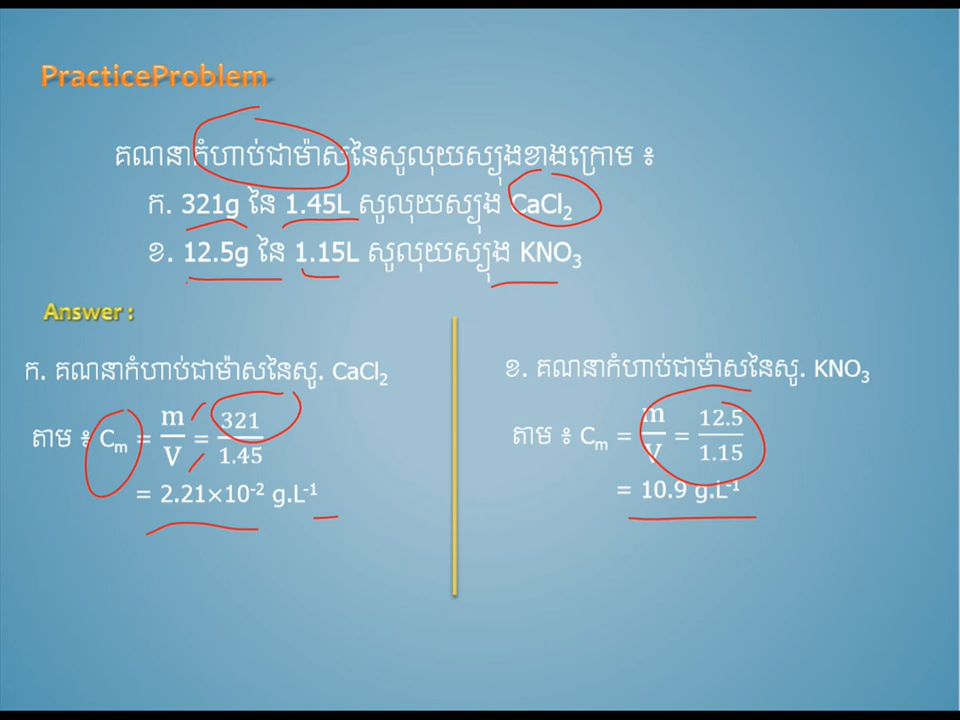 PracticeProblem
គណនាកំហាប់ជាម៉ាសនៃសូលុយស្យុងខាងក្រោម ៖
ក. 321g នៃ 1.45L សូលុយស្យុង CaCl₂
ខ. 12.5g នៃ 1.15L សូលុយស្យុង KNO₃
Answer :
ក. គណនាកំហាប់ជាម៉ាសនៃសូ. CaCl₂
តាម ៖ Cₘ = m/V = 321/1.45
= 2.21×10⁻² g.L⁻¹
ខ. គណនាកំហាប់ជាម៉ាសនៃសូ. KNO₃
តាម ៖ Cₘ = m/V = 12.5/1.15
= 10.9 g.L⁻¹